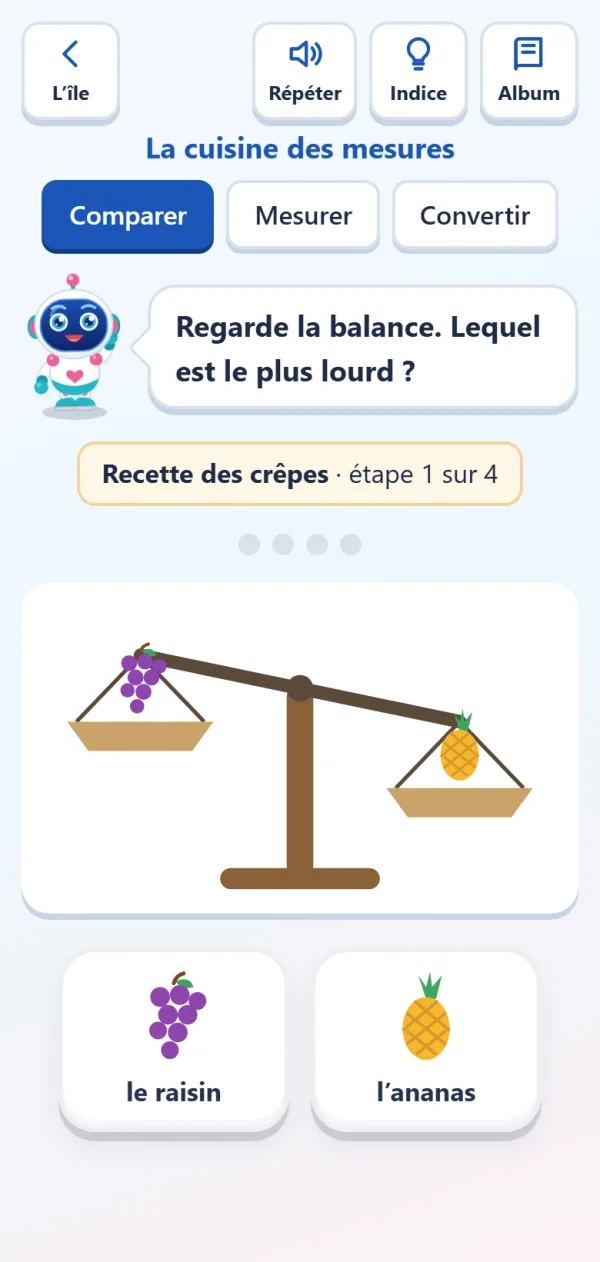 L’île
Répéter
Indice
Album
La cuisine des mesures
Comparer
Mesurer
Convertir
Regarde la balance. Lequel
est le plus lourd ?
Recette des crêpes · étape 1 sur 4
le raisin
l’ananas